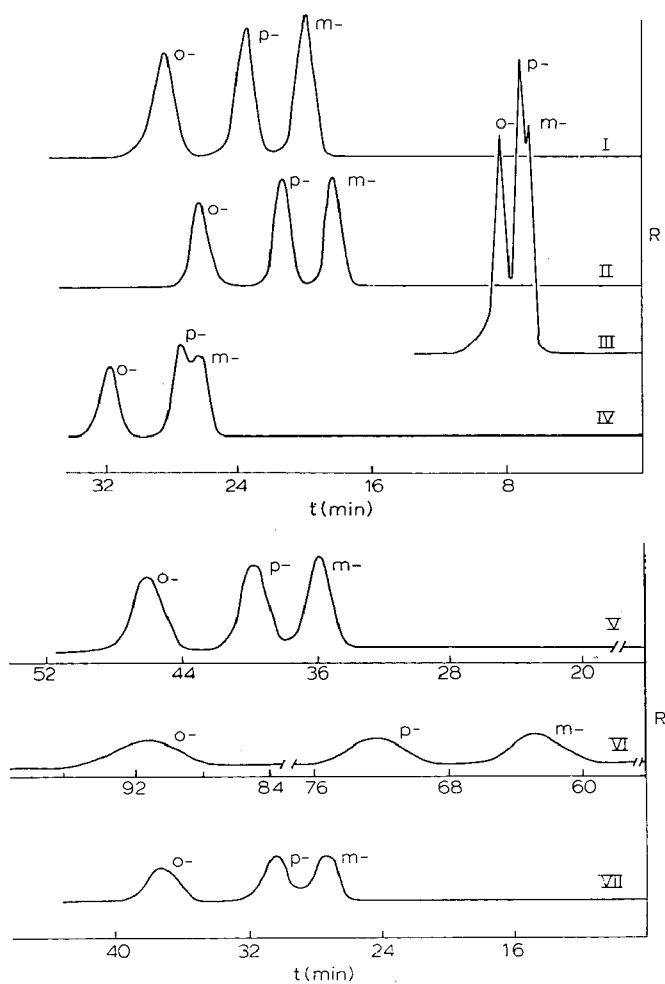 o- p- m- I
p-
o- m-
o- p- m- II
R
III
o- p- m- IV
32 24 16 8
t(min)
o- p- m- V
52 44 36 28 20
R
o- p- m- VI
92 84 76 68 60
o- p- m- VII
40 32 24 16
t(min)